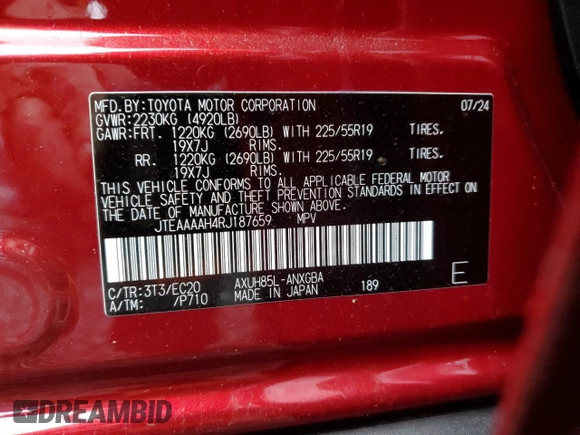 MFD.BY:TOYOTA MOTOR CORPORATION 07/24
GVWR:2230KG (4920LB)
GAWR:FRT. 1220KG (2690LB) WITH 225/55R19 TIRES.
19X7J RIMS.
RR. 1220KG (2690LB) WITH 225/55R19 TIRES.
19X7J RIMS.
THIS VEHICLE CONFORMS TO ALL APPLICABLE FEDERAL MOTOR
VEHICLE SAFETY AND THEFT PREVENTION STANDARDS IN EFFECT ON
THE DATE OF MANUFACTURE SHOWN ABOVE.
JTEAAAAH4RJ187659 MPV
C/TR:3T3/EC20 AXUH85L-ANXGBA
A/TM: /P710 MADE IN JAPAN 189
E
DREAMBID